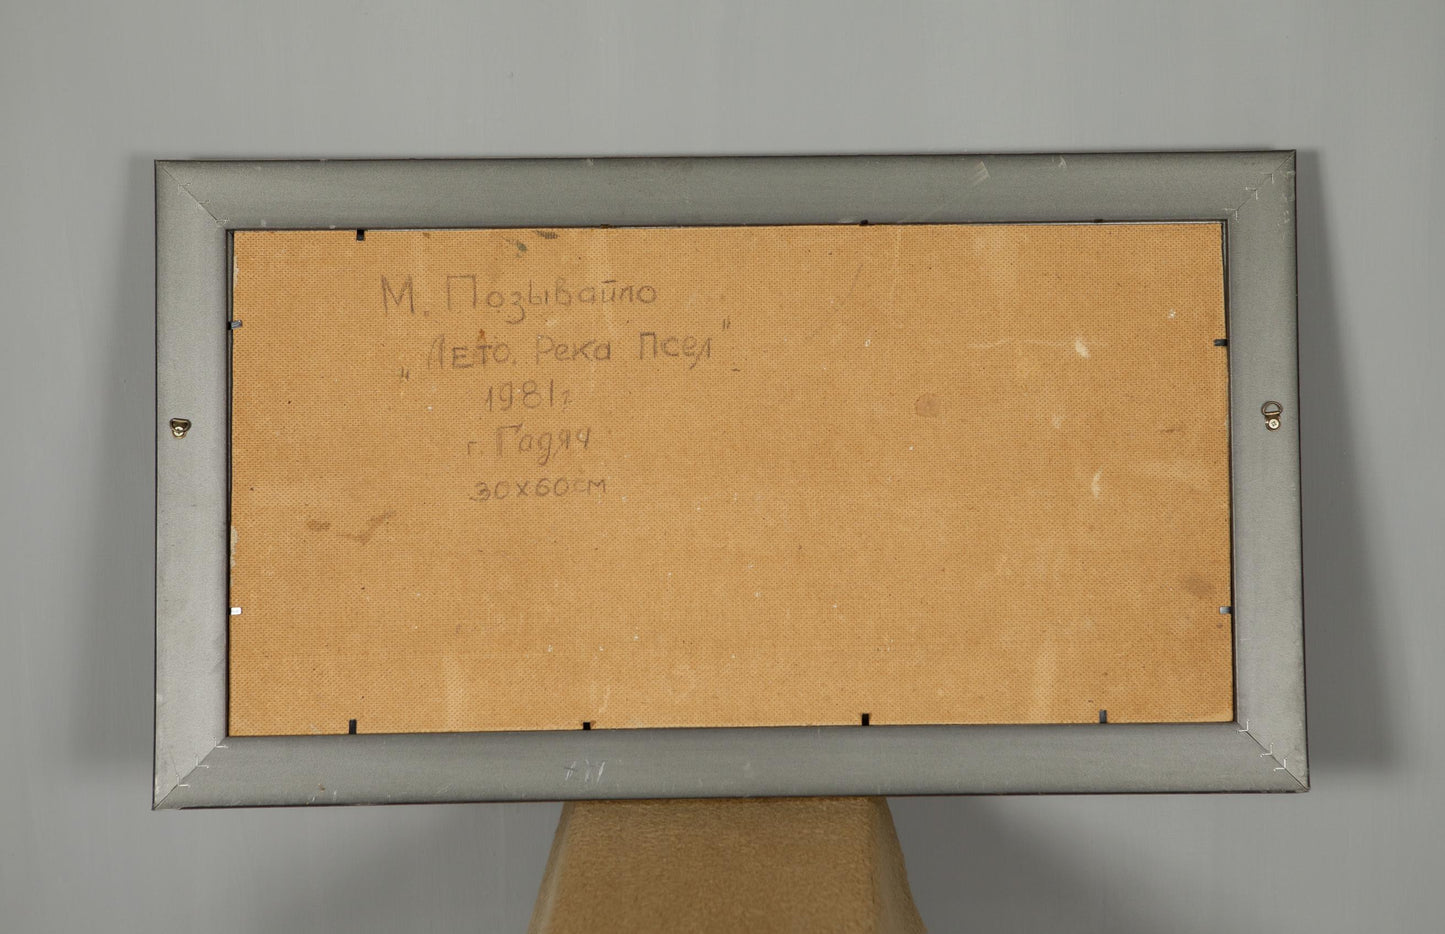 М. Позывайло
„Лето. Река Псел"
1981г
г. Гадяч
30х60см